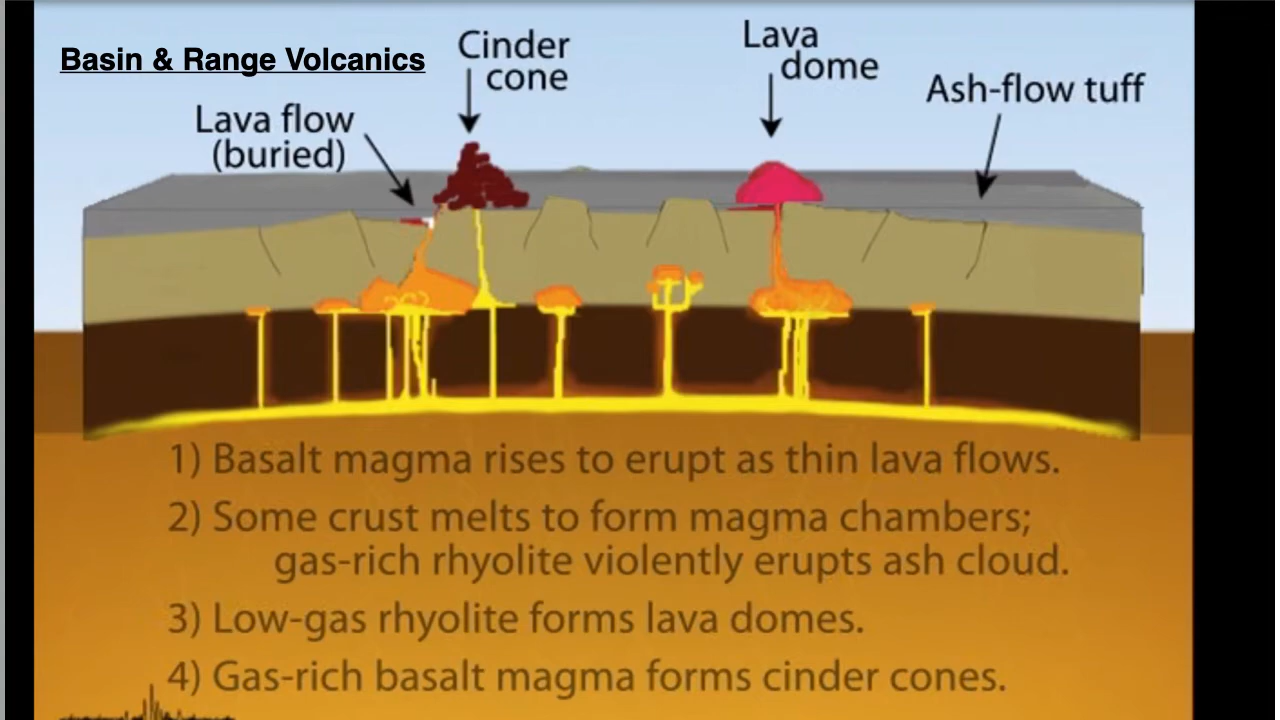 Basin & Range Volcanics
Cinder
cone
Lava
dome
Ash-flow tuff
Lava flow
(buried)
1) Basalt magma rises to erupt as thin lava flows.
2) Some crust melts to form magma chambers;
gas-rich rhyolite violently erupts ash cloud.
3) Low-gas rhyolite forms lava domes.
4) Gas-rich basalt magma forms cinder cones.